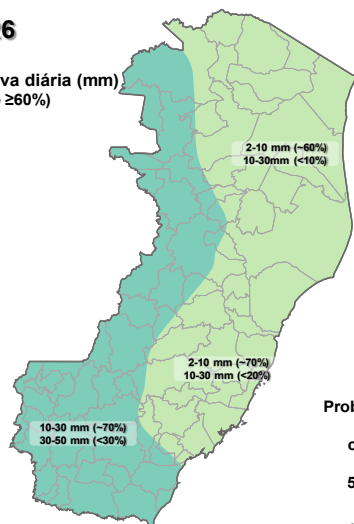 26
va diária (mm)
≥60%)
2-10 mm (~60%)
10-30mm (<10%)
2-10 mm (~70%)
10-30 mm (<20%)
10-30 mm (~70%)
30-50 mm (<30%)
Prob
c
5